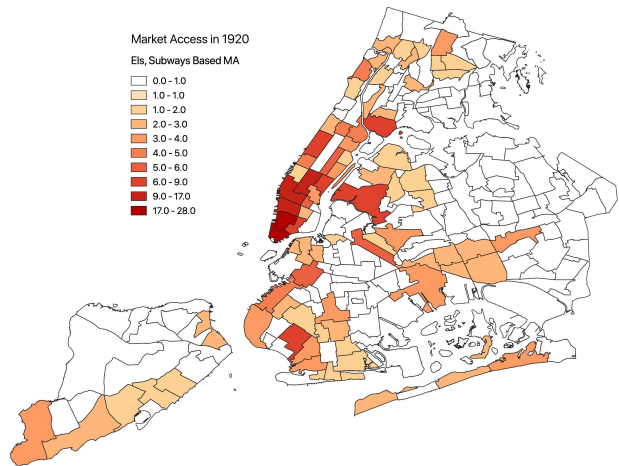 Market Access in 1920
Els, Subways Based MA
0.0 - 1.0
1.0 - 1.0
1.0 - 2.0
2.0 - 3.0
3.0 - 4.0
4.0 - 5.0
5.0 - 6.0
6.0 - 9.0
9.0 - 17.0
17.0 - 28.0